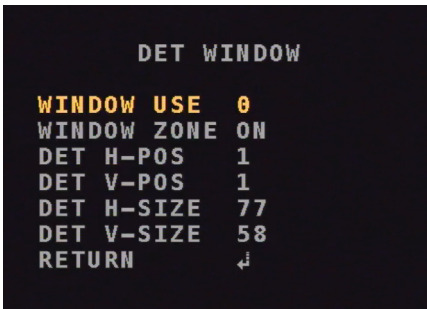 DET WINDOW
WINDOW USE 0
WINDOW ZONE ON
DET H-POS 1
DET V-POS 1
DET H-SIZE 77
DET V-SIZE 58
RETURN ↲